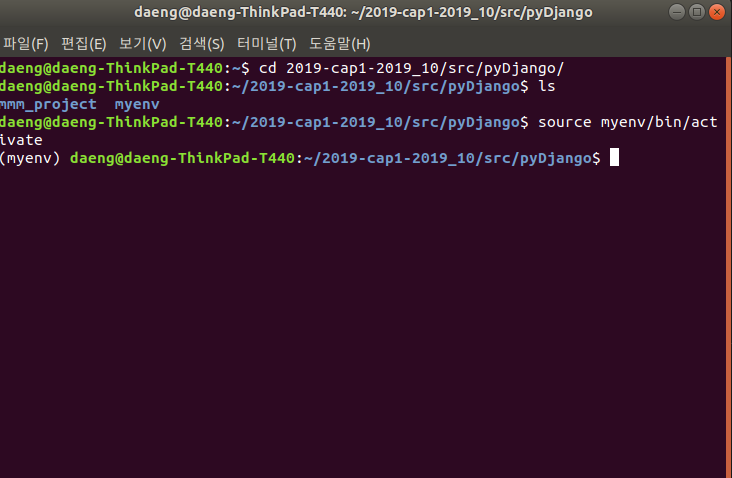 daeng@daeng-ThinkPad-T440: ~/2019-cap1-2019_10/src/pyDjango
파일(F) 편집(E) 보기(V) 검색(S) 터미널(T) 도움말(H)
daeng@daeng-ThinkPad-T440:~$ cd 2019-cap1-2019_10/src/pyDjango/
daeng@daeng-ThinkPad-T440:~/2019-cap1-2019_10/src/pyDjango$ ls
mmm_project  myenv
daeng@daeng-ThinkPad-T440:~/2019-cap1-2019_10/src/pyDjango$ source myenv/bin/act
ivate
(myenv) daeng@daeng-ThinkPad-T440:~/2019-cap1-2019_10/src/pyDjango$